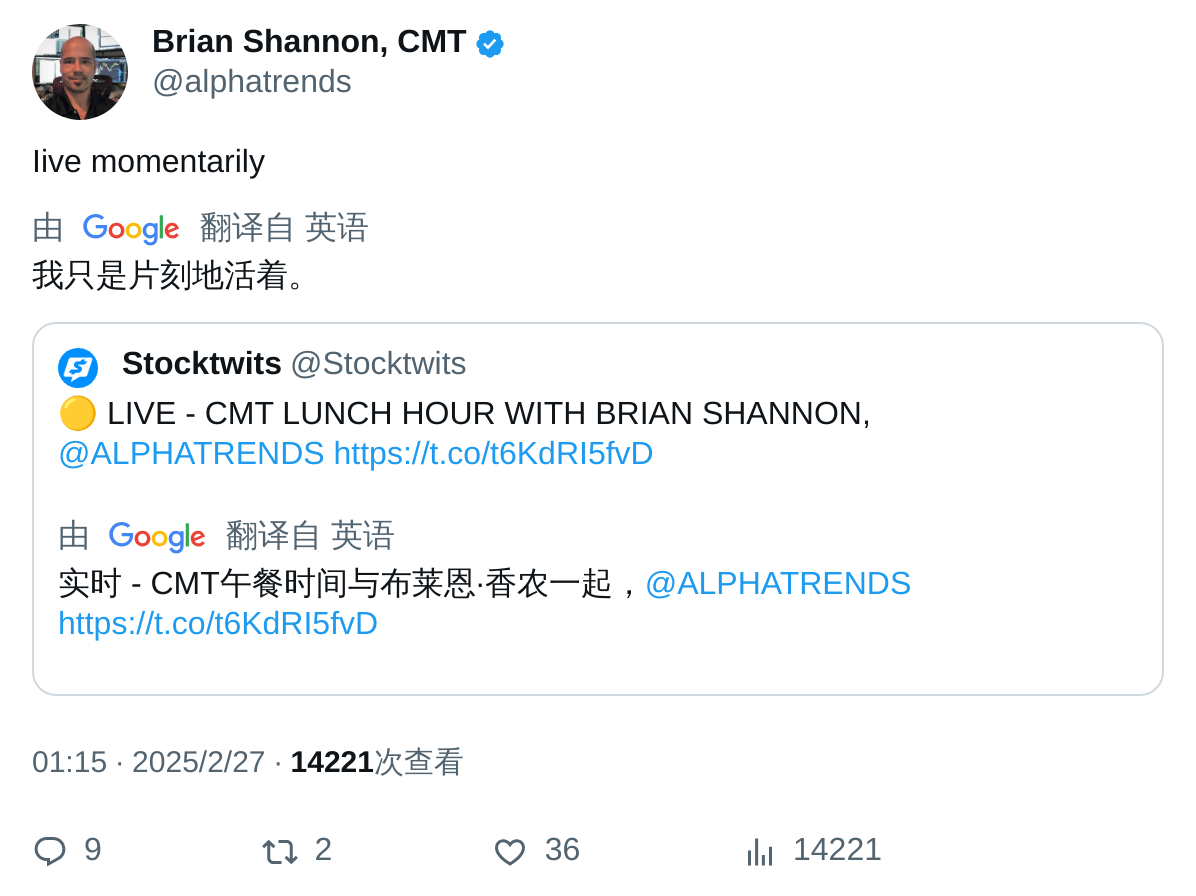 Brian Shannon, CMT
@alphatrends
Iive momentarily
由 Google 翻译自 英语
我只是片刻地活着。
Stocktwits @Stocktwits
🟡 LIVE - CMT LUNCH HOUR WITH BRIAN SHANNON,
@ALPHATRENDS https://t.co/t6KdRI5fvD
由 Google 翻译自 英语
实时 - CMT午餐时间与布莱恩·香农一起，@ALPHATRENDS
https://t.co/t6KdRI5fvD
01:15 · 2025/2/27 · 14221次查看
9 2 36 14221